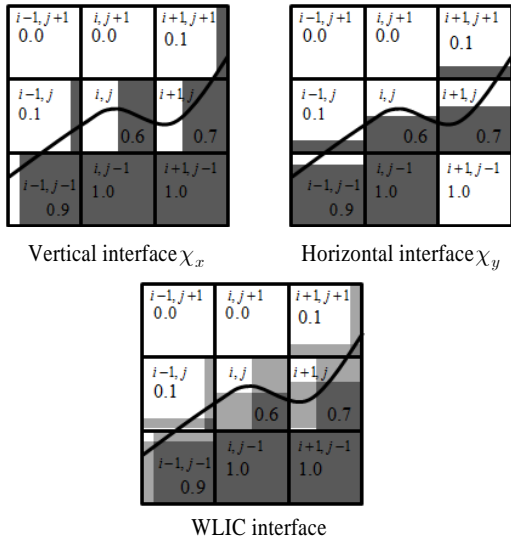 i−1, j+1 i, j+1 i+1, j+1
0.0 0.0 0.1
i−1, j i, j i+1, j
0.1 0.6 0.7
i−1, j−1 i, j−1 i+1, j−1
0.9 1.0 1.0
Vertical interface χx
i−1, j+1 i, j+1 i+1, j+1
0.0 0.0 0.1
i−1, j i, j i+1, j
0.1 0.6 0.7
i−1, j−1 i, j−1 i+1, j−1
0.9 1.0 1.0
Horizontal interface χy
i−1, j+1 i, j+1 i+1, j+1
0.0 0.0 0.1
i−1, j i, j i+1, j
0.1 0.6 0.7
i−1, j−1 i, j−1 i+1, j−1
0.9 1.0 1.0
WLIC interface